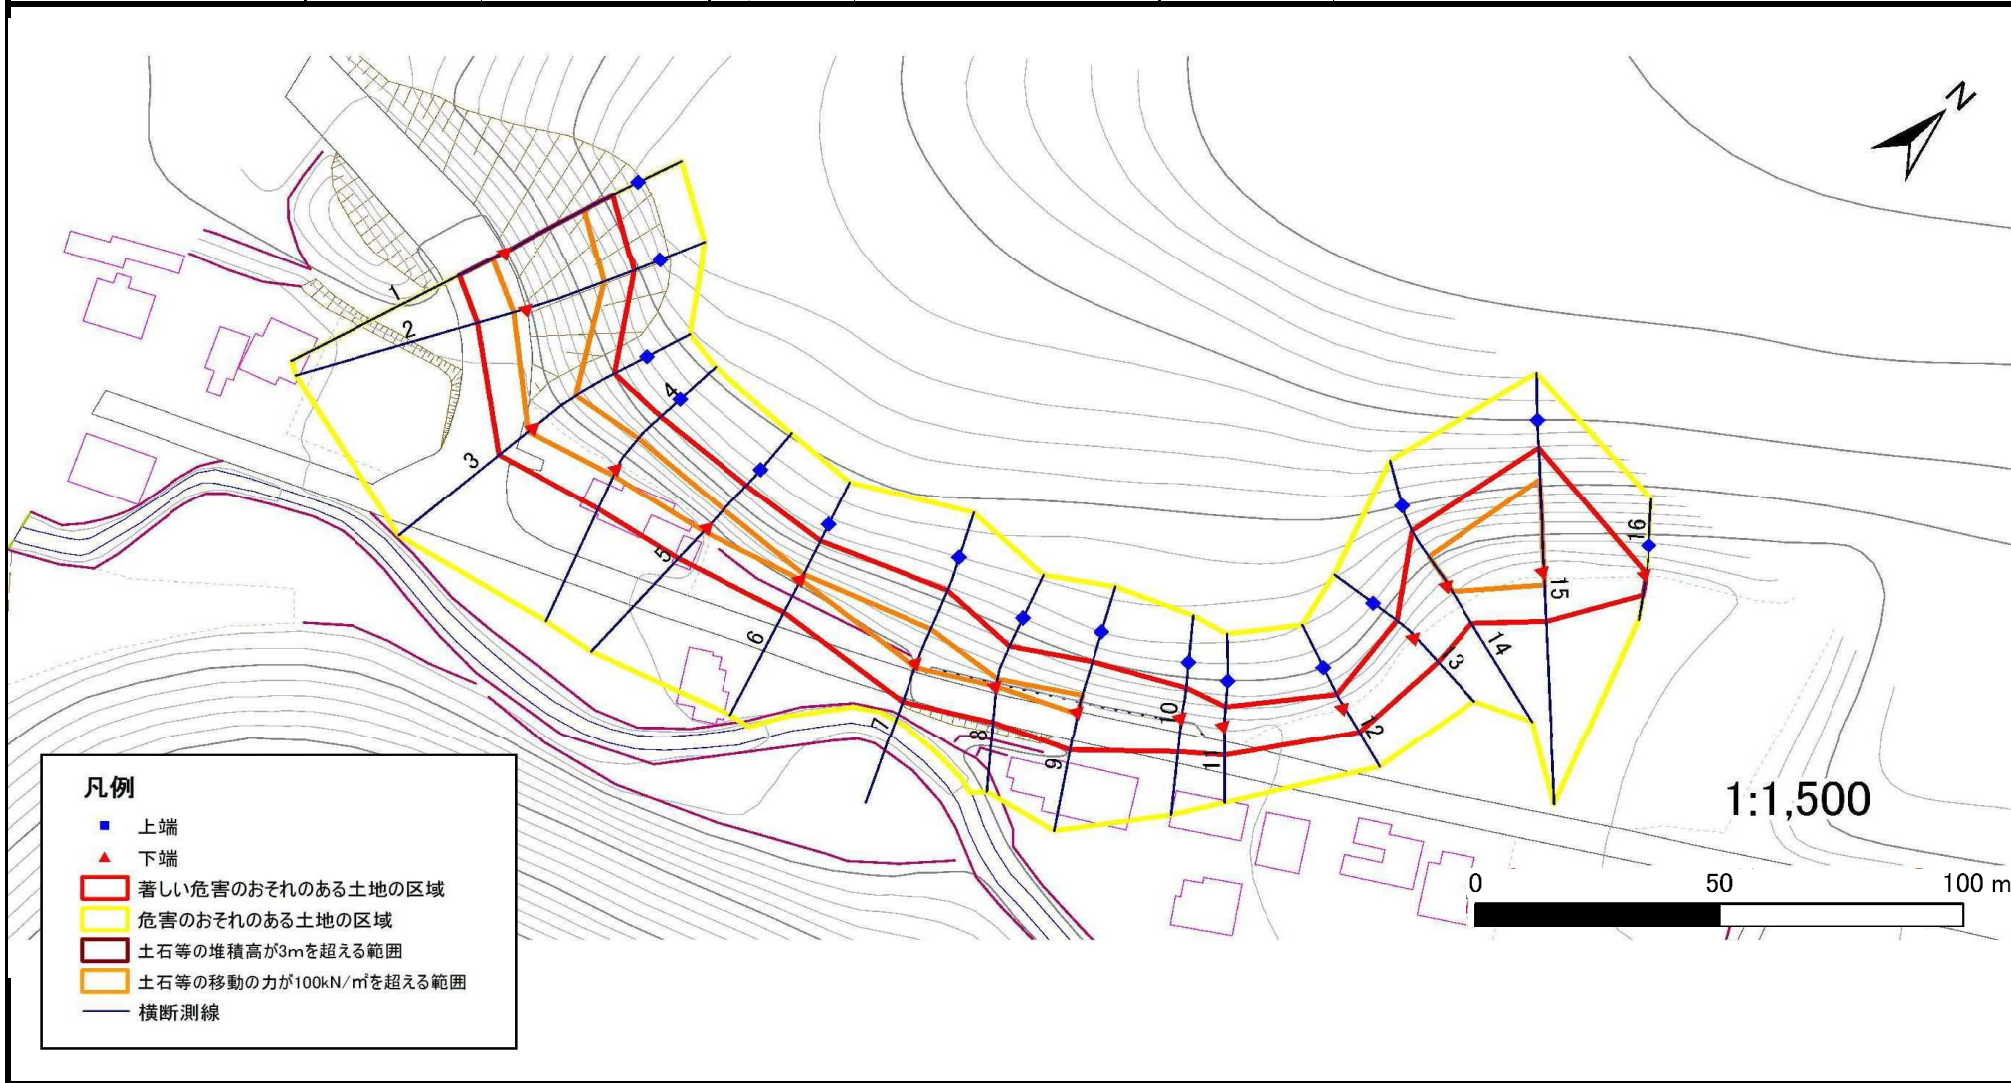 N
1
2
3
4
5
6
7
8
9
10
11
12
3
14
15
16
1:1,500
0 50 100 m
凡例
上端
下端
著しい危害のおそれのある土地の区域
危害のおそれのある土地の区域
土石等の堆積高が3mを超える範囲
土石等の移動の力が100kN/㎡を超える範囲
横断測線